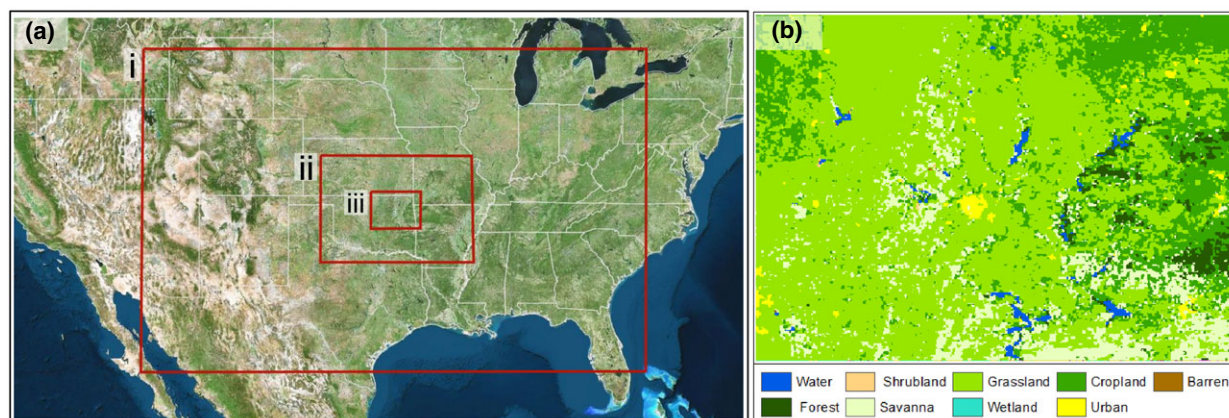 (a)
i
ii
iii
(b)
Water Shrubland Grassland Cropland Barren
Forest Savanna Wetland Urban